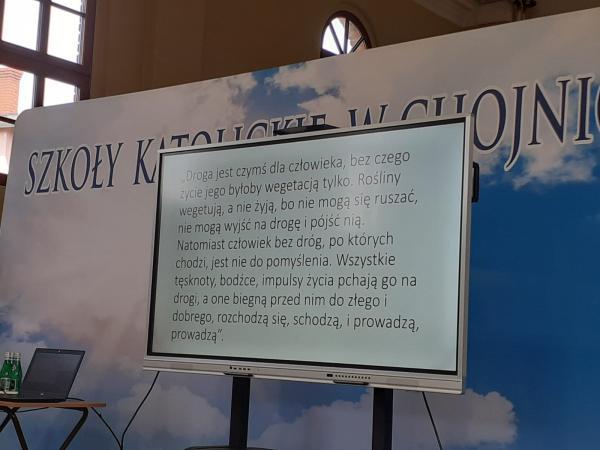 SZKOŁY KATOLICKIE W CHOJNIC
„Droga jest czymś dla człowieka, bez czego
życie jego byłoby wegetacją tylko. Rośliny
wegetują, a nie żyją, bo nie mogą się ruszać,
nie mogą wyjść na drogę i pójść nią.
Natomiast człowiek bez dróg, po których
chodzi, jest nie do pomyślenia. Wszystkie
tęsknoty, bodźce, impulsy życia pchają go na
drogi, a one biegną przed nim do złego i
dobrego, rozchodzą się, schodzą, i prowadzą,
prowadzą”.